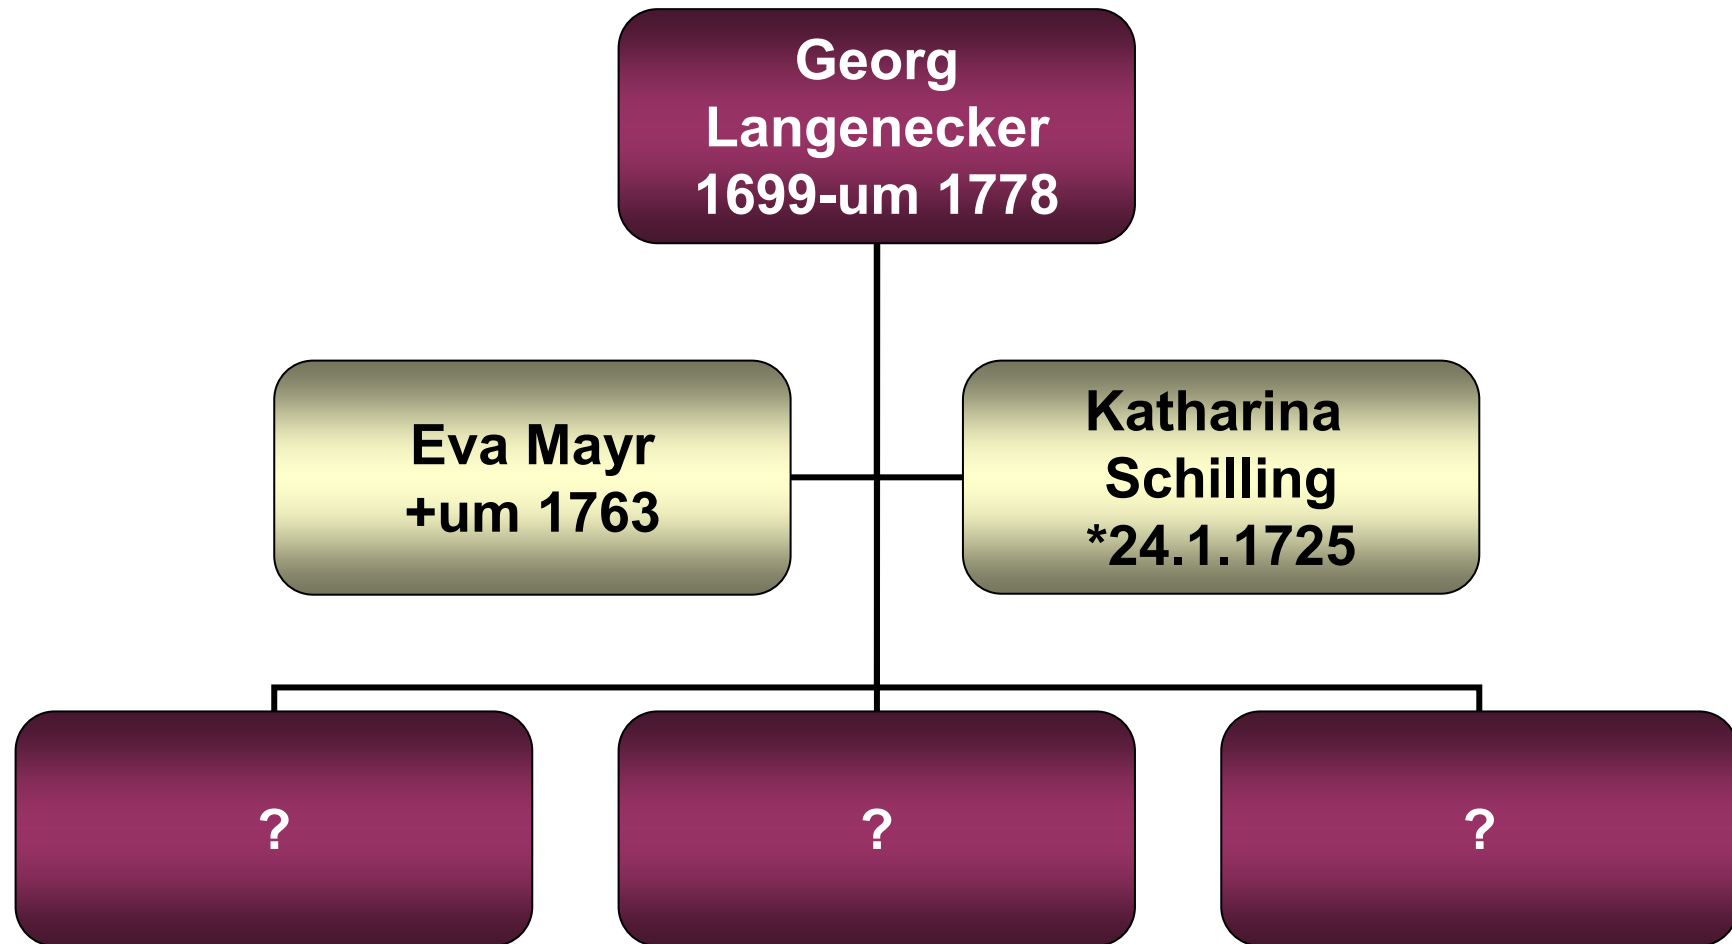 Georg
Langenecker
1699-um 1778
Eva Mayr
+um 1763
Katharina
Schilling
*24.1.1725
?
?
?